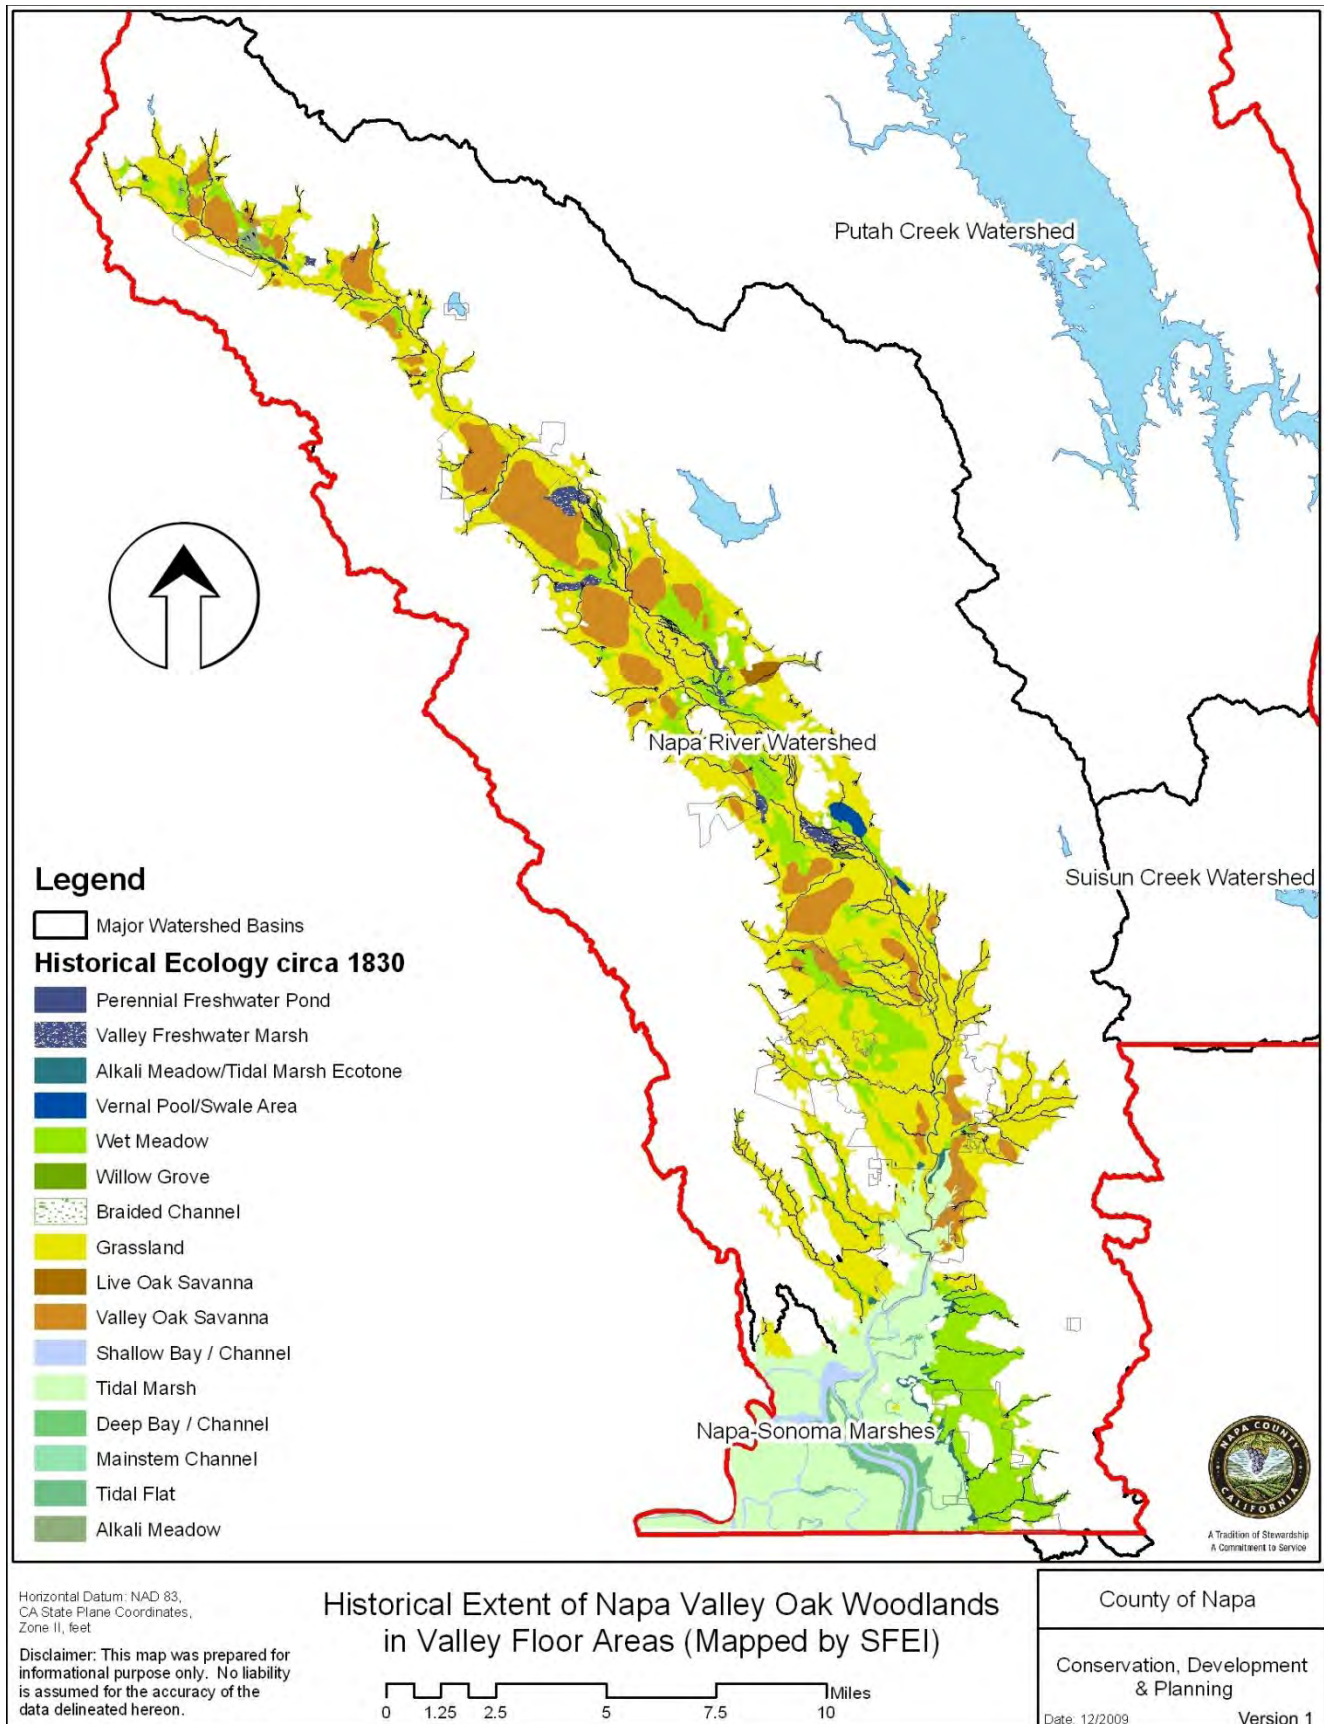 Putah Creek Watershed
Napa River Watershed
Suisun Creek Watershed
Napa-Sonoma Marshes
Legend
Major Watershed Basins
Historical Ecology circa 1830
Perennial Freshwater Pond
Valley Freshwater Marsh
Alkali Meadow/Tidal Marsh Ecotone
Vernal Pool/Swale Area
Wet Meadow
Willow Grove
Braided Channel
Grassland
Live Oak Savanna
Valley Oak Savanna
Shallow Bay / Channel
Tidal Marsh
Deep Bay / Channel
Mainstem Channel
Tidal Flat
Alkali Meadow
NAPA COUNTY
CALIFORNIA
A Tradition of Stewardship
A Commitment to Service
Horizontal Datum: NAD 83,
CA State Plane Coordinates,
Zone II, feet
Disclaimer: This map was prepared for
informational purpose only. No liability
is assumed for the accuracy of the
data delineated hereon.
Historical Extent of Napa Valley Oak Woodlands
in Valley Floor Areas (Mapped by SFEI)
Miles
0 1.25 2.5 5 7.5 10
County of Napa
Conservation, Development
& Planning
Date: 12/2009 Version 1